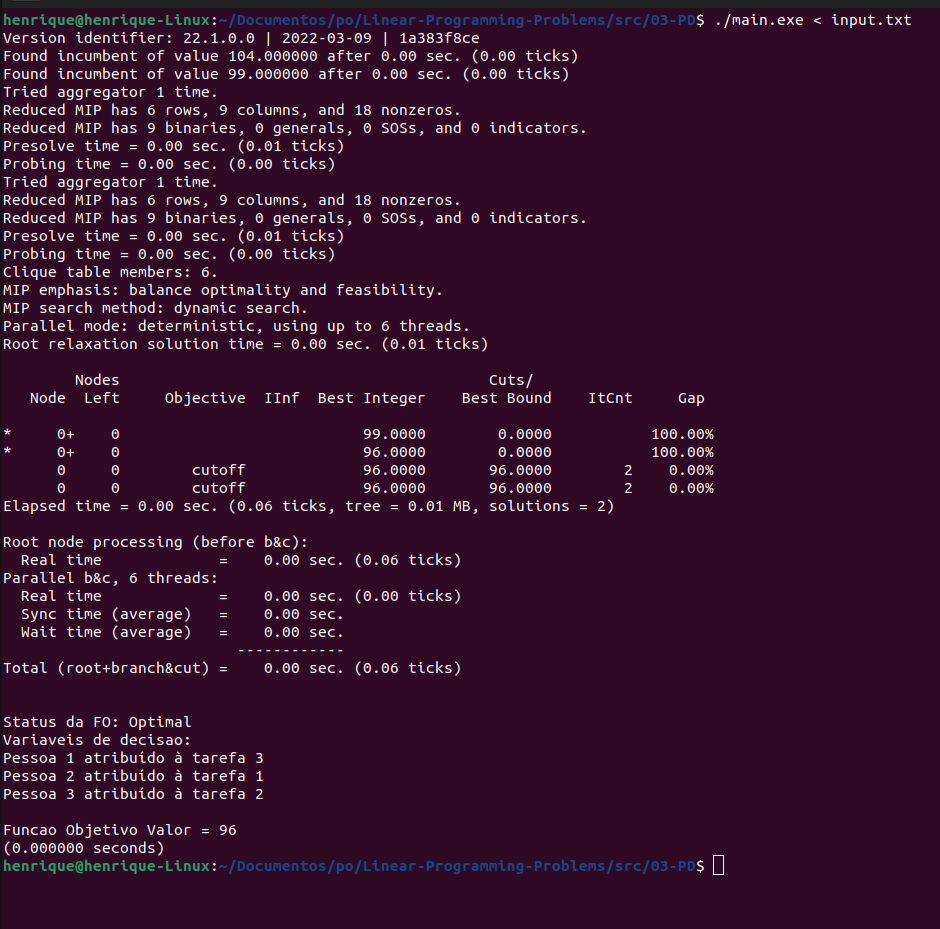 henrique@henrique-Linux:~/Documentos/po/Linear-Programming-Problems/src/03-PD$ ./main.exe < input.txt
Version identifier: 22.1.0.0 | 2022-03-09 | 1a383f8ce
Found incumbent of value 104.000000 after 0.00 sec. (0.00 ticks)
Found incumbent of value 99.000000 after 0.00 sec. (0.00 ticks)
Tried aggregator 1 time.
Reduced MIP has 6 rows, 9 columns, and 18 nonzeros.
Reduced MIP has 9 binaries, 0 generals, 0 SOSs, and 0 indicators.
Presolve time = 0.00 sec. (0.01 ticks)
Probing time = 0.00 sec. (0.00 ticks)
Tried aggregator 1 time.
Reduced MIP has 6 rows, 9 columns, and 18 nonzeros.
Reduced MIP has 9 binaries, 0 generals, 0 SOSs, and 0 indicators.
Presolve time = 0.00 sec. (0.01 ticks)
Probing time = 0.00 sec. (0.00 ticks)
Clique table members: 6.
MIP emphasis: balance optimality and feasibility.
MIP search method: dynamic search.
Parallel mode: deterministic, using up to 6 threads.
Root relaxation solution time = 0.00 sec. (0.01 ticks)

        Nodes                                         Cuts/
   Node  Left     Objective  IInf  Best Integer    Best Bound    ItCnt     Gap

*     0+    0                           99.0000        0.0000           100.00%
*     0+    0                           96.0000        0.0000           100.00%
      0     0        cutoff             96.0000       96.0000        2    0.00%
      0     0        cutoff             96.0000       96.0000        2    0.00%
Elapsed time = 0.00 sec. (0.06 ticks, tree = 0.01 MB, solutions = 2)

Root node processing (before b&c):
  Real time             =    0.00 sec. (0.06 ticks)
Parallel b&c, 6 threads:
  Real time             =    0.00 sec. (0.00 ticks)
  Sync time (average)   =    0.00 sec.
  Wait time (average)   =    0.00 sec.
                          ------------
Total (root+branch&cut) =    0.00 sec. (0.06 ticks)

Status da FO: Optimal
Variaveis de decisao:
Pessoa 1 atribuído à tarefa 3
Pessoa 2 atribuído à tarefa 1
Pessoa 3 atribuído à tarefa 2

Funcao Objetivo Valor = 96
(0.000000 seconds)
henrique@henrique-Linux:~/Documentos/po/Linear-Programming-Problems/src/03-PD$